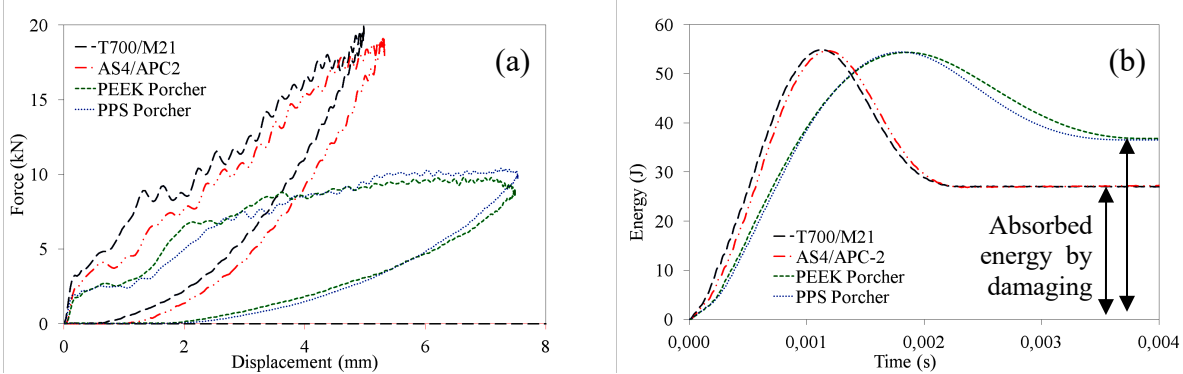 (a)
T700/M21
AS4/APC2
PEEK Porcher
PPS Porcher
Force (kN)
20
15
10
5
0
0 2 4 6 8
Displacement (mm)
(b)
Energy (J)
60
50
40
30
20
10
0
T700/M21
AS4/APC-2
PEEK Porcher
PPS Porcher
Absorbed
energy by
damaging
0,000 0,001 0,002 0,003 0,004
Time (s)